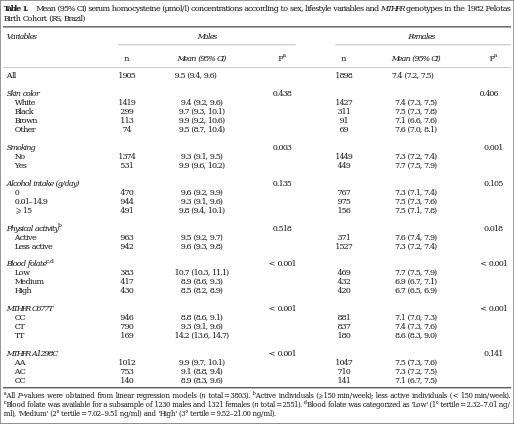 Table 1. Mean (95% CI) serum homocysteine (µmol/l) concentrations according to sex, lifestyle variables and MTHFR genotypes in the 1982 Pelotas
Birth Cohort (RS, Brazil)
Variables Males Females
n Mean (95% CI) Pª n Mean (95% CI) Pª
All 1905 9.5 (9.4, 9.6) 1898 7.4 (7.2, 7.5)
Skin color 0.438 0.406
White 1419 9.4 (9.2, 9.6) 1427 7.4 (7.3, 7.5)
Black 299 9.7 (9.3, 10.1) 311 7.5 (7.3, 7.8)
Brown 113 9.9 (9.2, 10.6) 91 7.1 (6.6, 7.6)
Other 74 9.5 (8.7, 10.4) 69 7.6 (7.0, 8.1)
Smoking 0.003 0.001
No 1374 9.3 (9.1, 9.5) 1449 7.3 (7.2, 7.4)
Yes 531 9.9 (9.6, 10.2) 449 7.7 (7.5, 7.9)
Alcohol intake (g/day) 0.135 0.105
0 470 9.6 (9.2, 9.9) 767 7.3 (7.1, 7.4)
0.01–14.9 944 9.3 (9.1, 9.6) 975 7.5 (7.3, 7.6)
⩾ 15 491 9.8 (9.4, 10.1) 156 7.5 (7.1, 7.8)
Physical activityᵇ 0.518 0.018
Active 963 9.5 (9.2, 9.7) 371 7.6 (7.4, 7.9)
Less active 942 9.6 (9.3, 9.8) 1527 7.3 (7.2, 7.4)
Blood folateᶜ,ᵈ < 0.001 < 0.001
Low 383 10.7 (10.3, 11.1) 469 7.7 (7.5, 7.9)
Medium 417 8.9 (8.6, 9.3) 432 6.9 (6.7, 7.1)
High 430 8.5 (8.2, 8.9) 420 6.7 (6.5, 6.9)
MTHFR C677T < 0.001 < 0.001
CC 946 8.8 (8.6, 9.1) 881 7.1 (7.0, 7.3)
CT 790 9.3 (9.1, 9.6) 837 7.4 (7.3, 7.6)
TT 169 14.2 (13.6, 14.7) 180 8.6 (8.3, 9.0)
MTHFR A1298C < 0.001 0.141
AA 1012 9.9 (9.7, 10.1) 1047 7.5 (7.3, 7.6)
AC 753 9.1 (8.8, 9.4) 710 7.3 (7.2, 7.5)
CC 140 8.9 (8.3, 9.6) 141 7.1 (6.7, 7.5)
ªAll P-values were obtained from linear regression models (n total = 3803). ᵇActive individuals (⩾150 min/week); less active individuals (< 150 min/week).
ᶜBlood folate was available for a subsample of 1230 males and 1321 females (n total = 2551). ᵈBlood folate was categorized as 'Low' (1° tertile = 2.32–7.01 ng/
ml), 'Medium' (2° tertile = 7.02–9.51 ng/ml) and 'High' (3° tertile = 9.52–21.00 ng/ml).